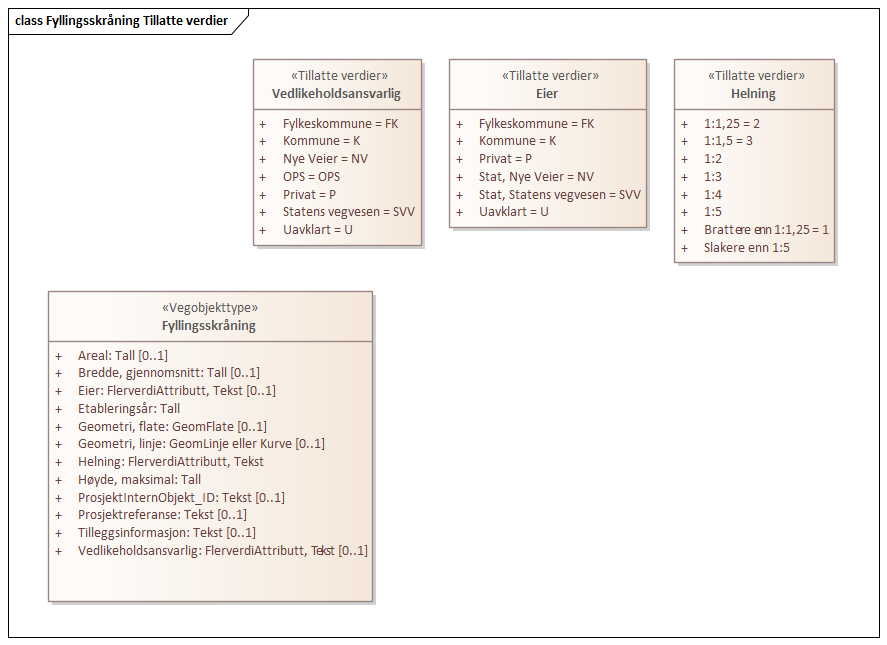 class Fyllingsskråning Tillatte verdier
«Tillatte verdier»
Vedlikeholdsansvarlig
+ Fylkeskommune = FK
+ Kommune = K
+ Nye Veier = NV
+ OPS = OPS
+ Privat = P
+ Statens vegvesen = SVV
+ Uavklart = U
«Tillatte verdier»
Eier
+ Fylkeskommune = FK
+ Kommune = K
+ Privat = P
+ Stat, Nye Veier = NV
+ Stat, Statens vegvesen = SVV
+ Uavklart = U
«Tillatte verdier»
Helning
+ 1:1,25 = 2
+ 1:1,5 = 3
+ 1:2
+ 1:3
+ 1:4
+ 1:5
+ Brattere enn 1:1,25 = 1
+ Slakere enn 1:5
«Vegobjekttype»
Fyllingsskråning
+ Areal: Tall [0..1]
+ Bredde, gjennomsnitt: Tall [0..1]
+ Eier: FlerverdiAttributt, Tekst [0..1]
+ Etableringsår: Tall
+ Geometri, flate: GeomFlate [0..1]
+ Geometri, linje: GeomLinje eller Kurve [0..1]
+ Helning: FlerverdiAttributt, Tekst
+ Høyde, maksimal: Tall
+ ProsjektInternObjekt_ID: Tekst [0..1]
+ Prosjektreferanse: Tekst [0..1]
+ Tilleggsinformasjon: Tekst [0..1]
+ Vedlikeholdsansvarlig: FlerverdiAttributt, Tekst [0..1]